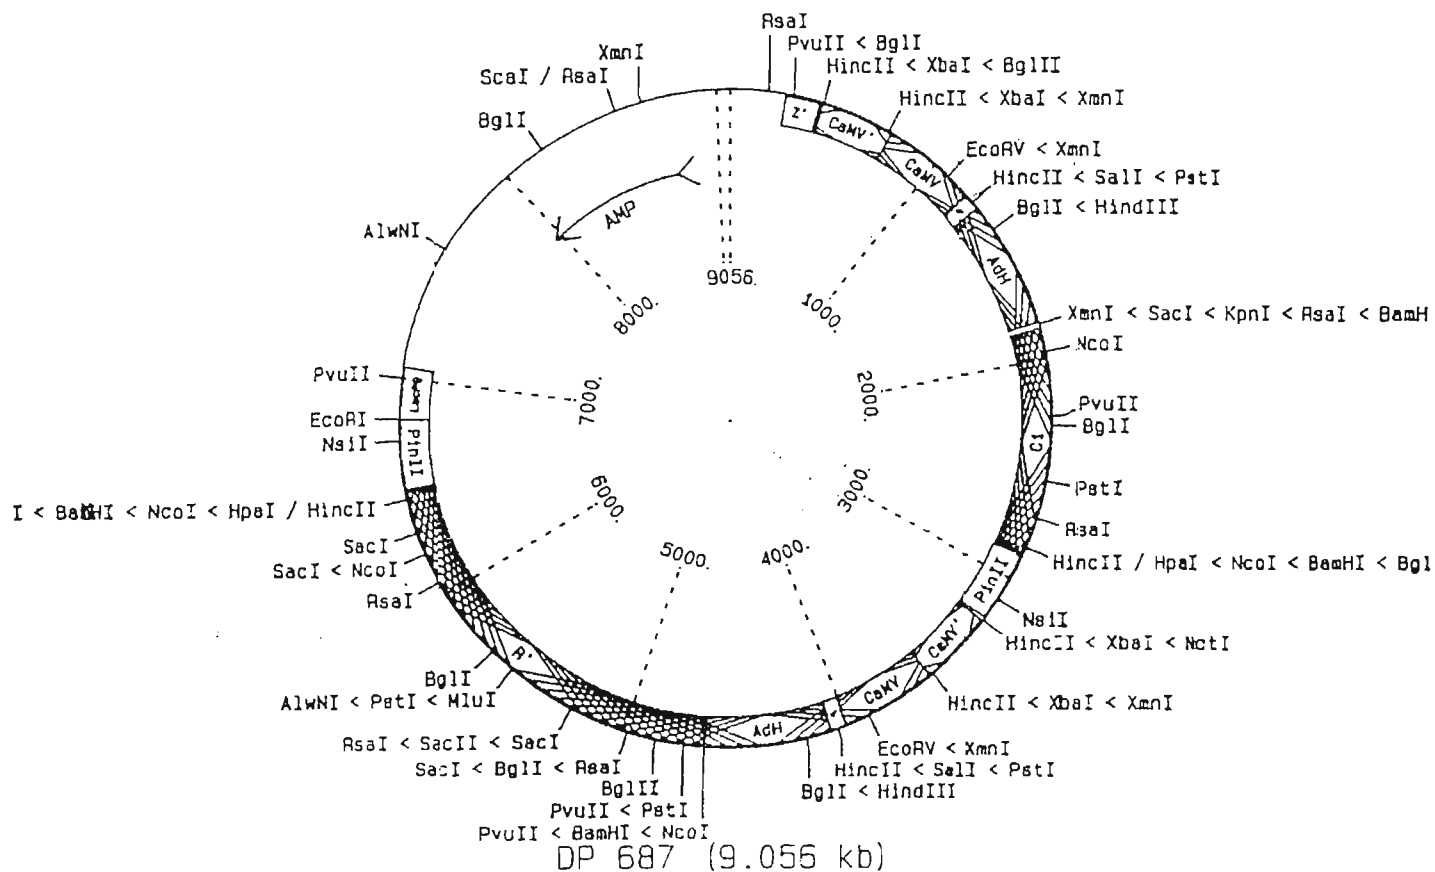 RsaI
PvuII < BglI
HincII < XbaI < BglII
HincII < XbaI < XmnI
EcoRV < XmnI
HincII < SalI < PstI
BglI < HindIII
XmnI < SacI < KpnI < RsaI < BamH
NcoI
PvuII
BglI
PstI
RsaI
HincII / HpaI < NcoI < BamHI < Bgl
NsiI
HincII < XbaI < NotI
HincII < XbaI < XmnI
EcoRV < XmnI
HincII < SalI < PstI
BglI < HindIII
PvuII < BamHI < NcoI
PvuII < PstI
BglII
SacI < BglI < RsaI
RsaI < SacII < SacI
AlwNI < PstI < MluI
BglI
RsaI
SacI < NcoI
SacI
I < BamHI < NcoI < HpaI / HincII
NsiI
EcoRI
PvuII
AlwNI
BglI
ScaI / RsaI
XmnI
Z'
CaMV'
CaMV
AdH
C1
PinII
CaMV'
CaMV
AdH
B'
PinII
AMP
9056.
1000.
2000.
3000.
4000.
5000.
6000.
7000.
8000.
DP 687 (9.056 kb)